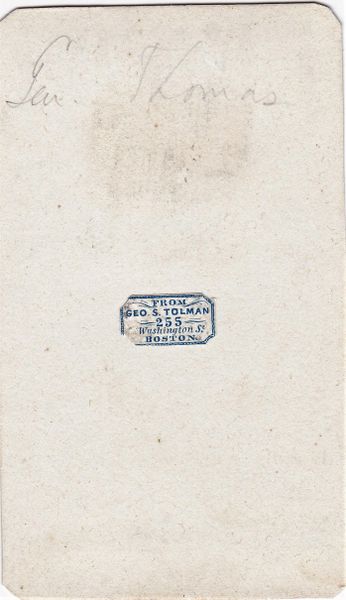 Gen. Thomas
FROM
GEO. S. TOLMAN
255
Washington St.
BOSTON.